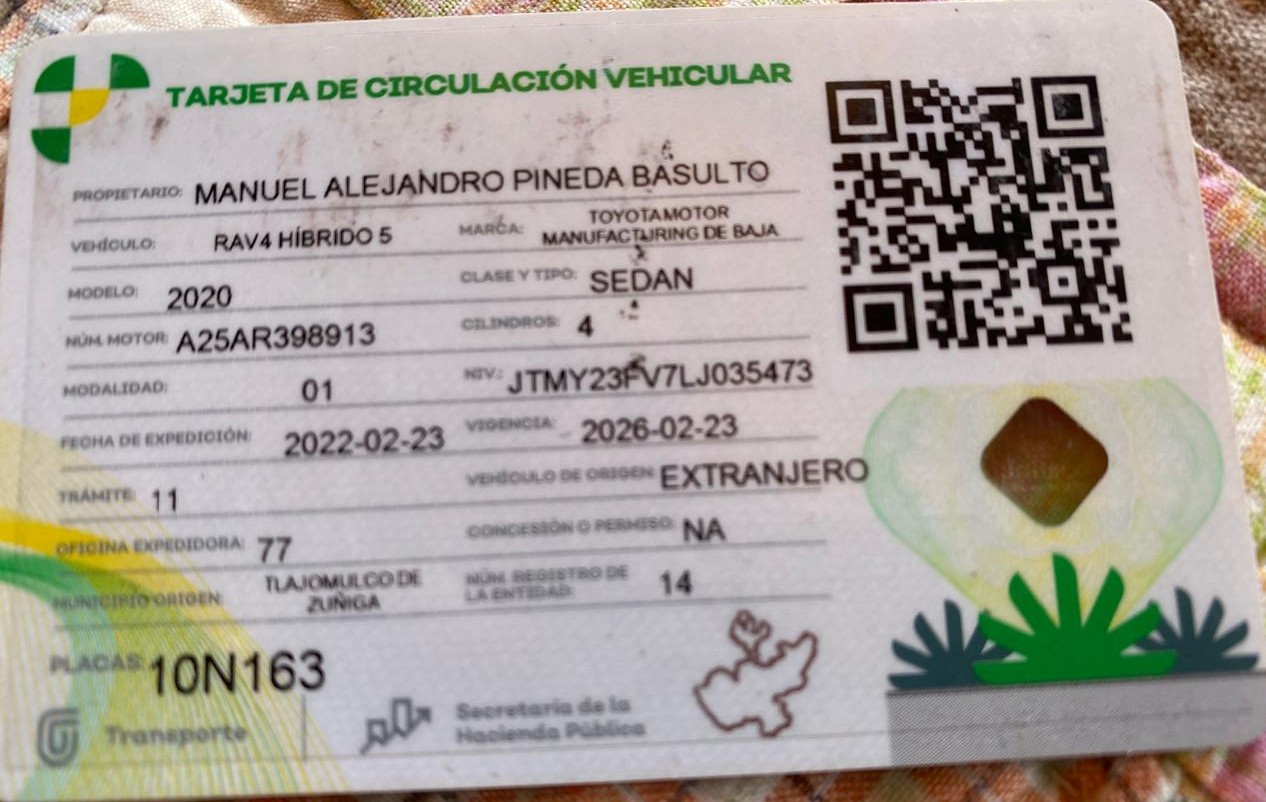 TARJETA DE CIRCULACIÓN VEHICULAR
PROPIETARIO: MANUEL ALEJANDRO PINEDA BASULTO
VEHÍCULO: RAV4 HÍBRIDO 5 MARCA: TOYOTAMOTOR MANUFACTURING DE BAJA
MODELO: 2020 CLASE Y TIPO: SEDAN
NÚM. MOTOR: A25AR398913 CILINDROS: 4
MODALIDAD: 01 NIV.: JTMY23FV7LJ035473
FECHA DE EXPEDICIÓN: 2022-02-23 VIGENCIA: 2026-02-23
TRÁMITE: 11 VEHÍCULO DE ORIGEN: EXTRANJERO
OFICINA EXPEDIDORA: 77 CONCESIÓN O PERMISO: NA
MUNICIPIO ORIGEN: TLAJOMULCO DE ZUÑIGA NÚM. REGISTRO DE LA ENTIDAD: 14
PLACAS: 10N163
Transporte
Secretaría de la
Hacienda Pública